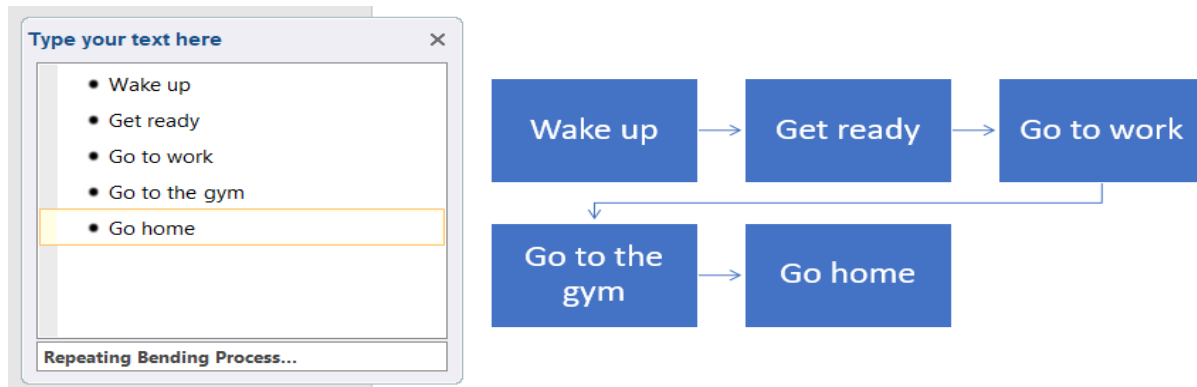 Type your text here
Wake up
Get ready
Go to work
Go to the gym
Go home
Repeating Bending Process...
Wake up
Get ready
Go to work
Go to the
gym
Go home